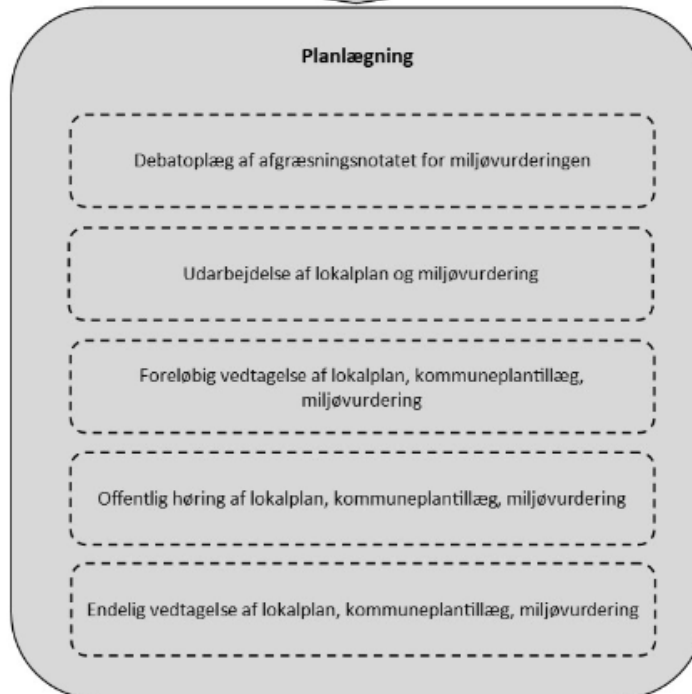 Planlægning
Debatoplæg af afgræsningsnotatet for miljøvurderingen
Udarbejdelse af lokalplan og miljøvurdering
Foreløbig vedtagelse af lokalplan, kommuneplantillæg,
miljøvurdering
Offentlig høring af lokalplan, kommuneplantillæg, miljøvurdering
Endelig vedtagelse af lokalplan, kommuneplantillæg, miljøvurdering